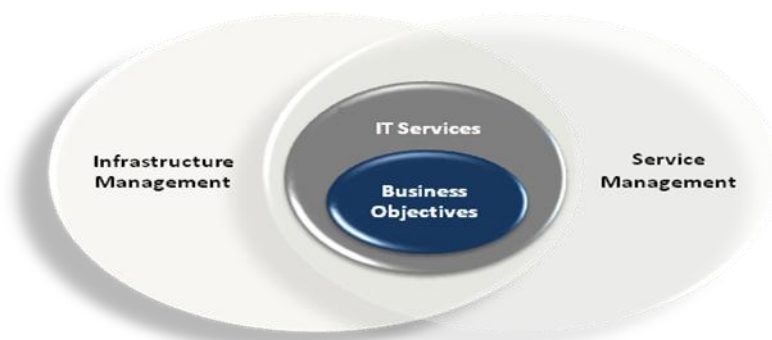 Infrastructure
Management
IT Services
Business
Objectives
Service
Management